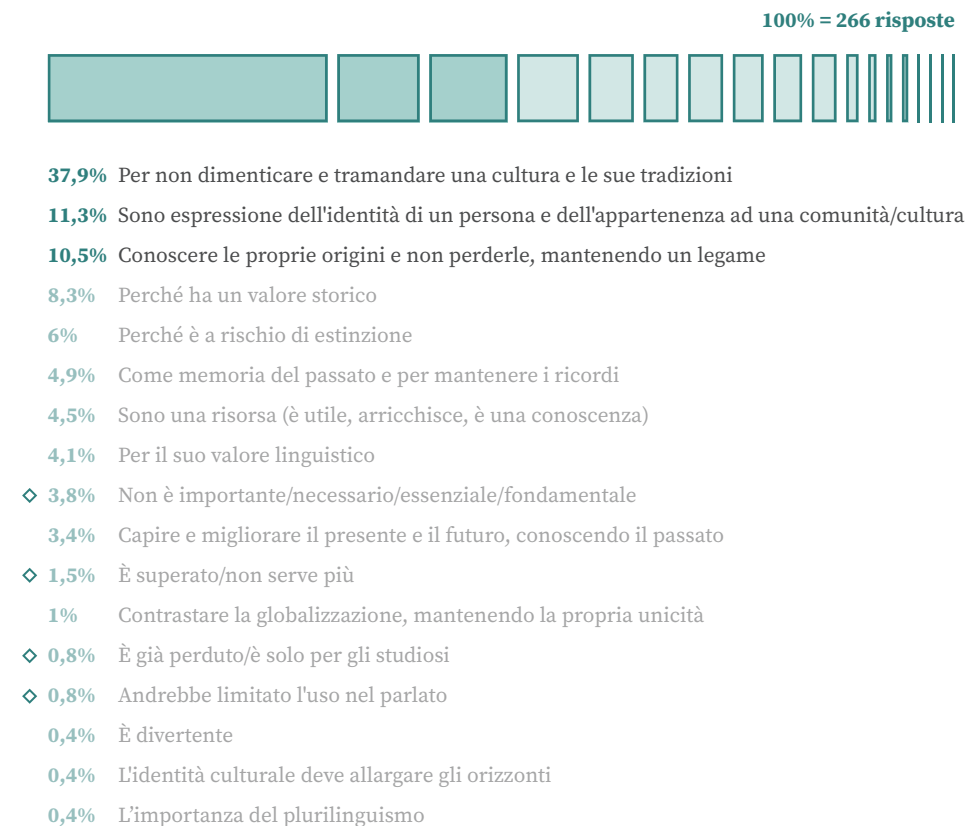 100% = 266 risposte
37,9% Per non dimenticare e tramandare una cultura e le sue tradizioni
11,3% Sono espressione dell'identità di un persona e dell'appartenenza ad una comunità/cultura
10,5% Conoscere le proprie origini e non perderle, mantenendo un legame
8,3% Perché ha un valore storico
6% Perché è a rischio di estinzione
4,9% Come memoria del passato e per mantenere i ricordi
4,5% Sono una risorsa (è utile, arricchisce, è una conoscenza)
4,1% Per il suo valore linguistico
3,8% Non è importante/necessario/essenziale/fondamentale
3,4% Capire e migliorare il presente e il futuro, conoscendo il passato
1,5% È superato/non serve più
1% Contrastare la globalizzazione, mantenendo la propria unicità
0,8% È già perduto/è solo per gli studiosi
0,8% Andrebbe limitato l'uso nel parlato
0,4% È divertente
0,4% L'identità culturale deve allargare gli orizzonti
0,4% L’importanza del plurilinguismo